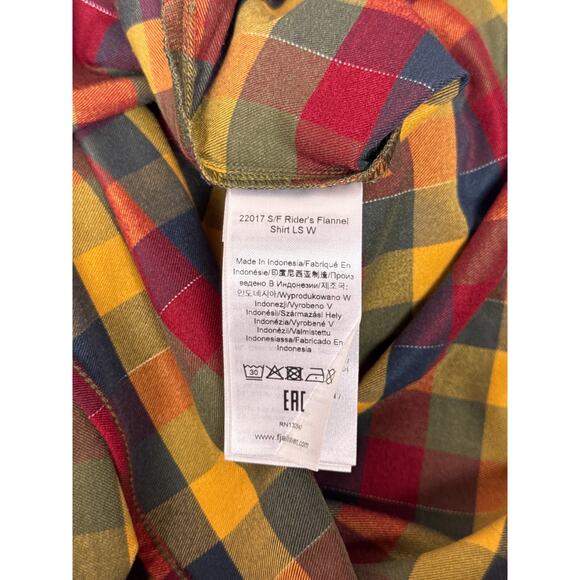 22017 S/F Rider's Flannel
Shirt LS W
Made In Indonesia/Fabriqué En
Indonésie/印度尼西亚制造/Произ
ведено В Индонезии/제조국:
인도네시아/Wyprodukowano W
Indonezji/Vyrobeno V
Indonésii/Származási Hely
Indonézia/Vyrobené V
Indonézii/Valmistettu
Indonesiassa/Fabricado En
Indonesia
30
EAC
www.fjallraven.com